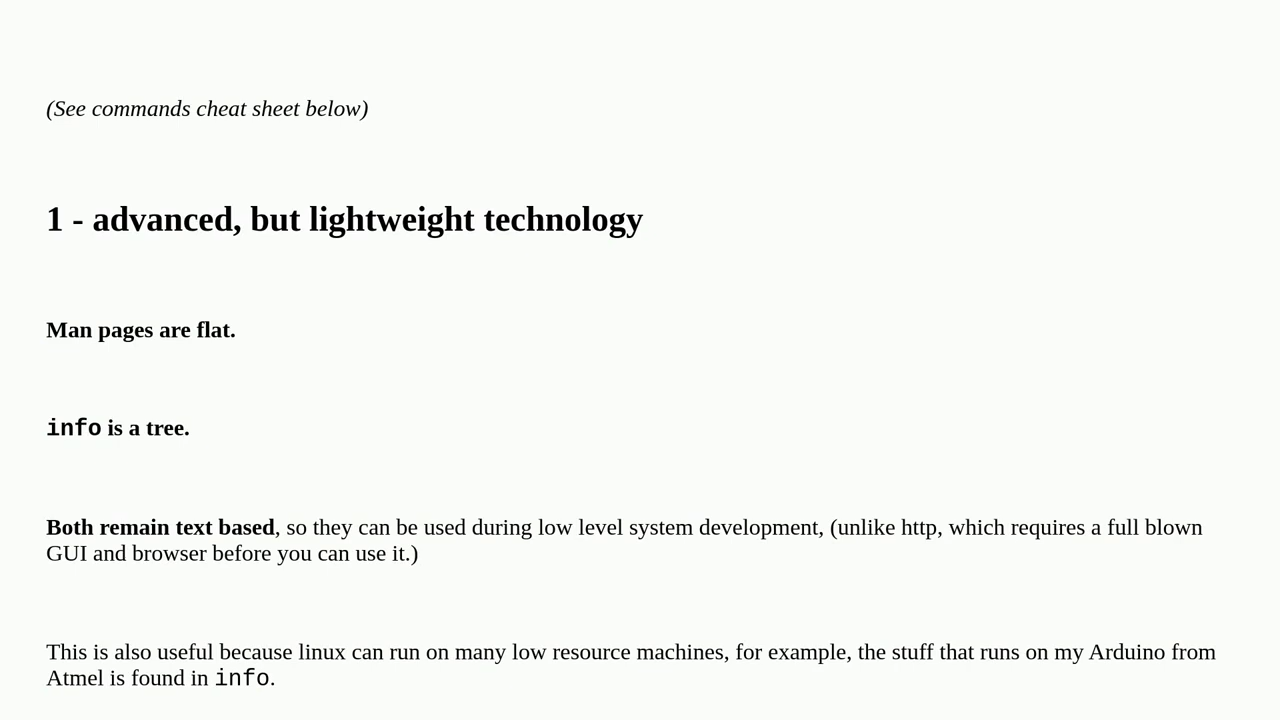 (See commands cheat sheet below)
1 - advanced, but lightweight technology
Man pages are flat.
info is a tree.
Both remain text based, so they can be used during low level system development, (unlike http, which requires a full blown
GUI and browser before you can use it.)
This is also useful because linux can run on many low resource machines, for example, the stuff that runs on my Arduino from
Atmel is found in info.